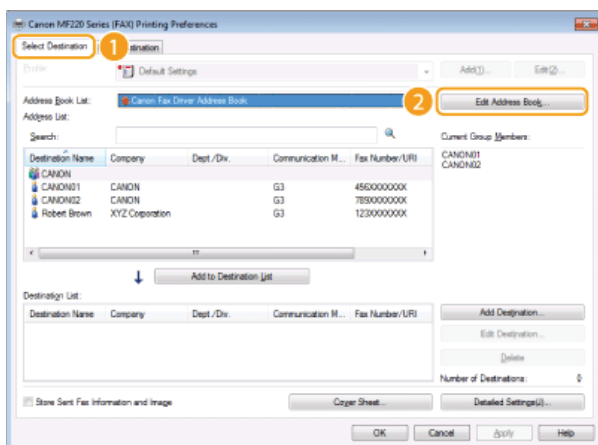 Canon MF220 Series (FAX) Printing Preferences
Select Destination 1 stination
Profile: Default Settings Add(1)... Edit(2)...
Address Book List: Canon Fax Driver Address Book 2 Edit Address Book...
Address List:
Search: Current Group Members:
Destination Name Company Dept./Div. Communication M... Fax Number/URI CANON01
CANON CANON02
CANON01 CANON G3 456XXXXXXX
CANON02 CANON G3 789XXXXXXX
Robert Brown XYZ Corporation G3 123XXXXXXX
Add to Destination List
Destination List:
Destination Name Company Dept./Div. Communication M... Fax Number/URI Add Destination...
Edit Destination...
Delete
Number of Destinations: 0
Store Sent Fax Information and Image Cover Sheet... Detailed Settings(J)...
OK Cancel Apply Help